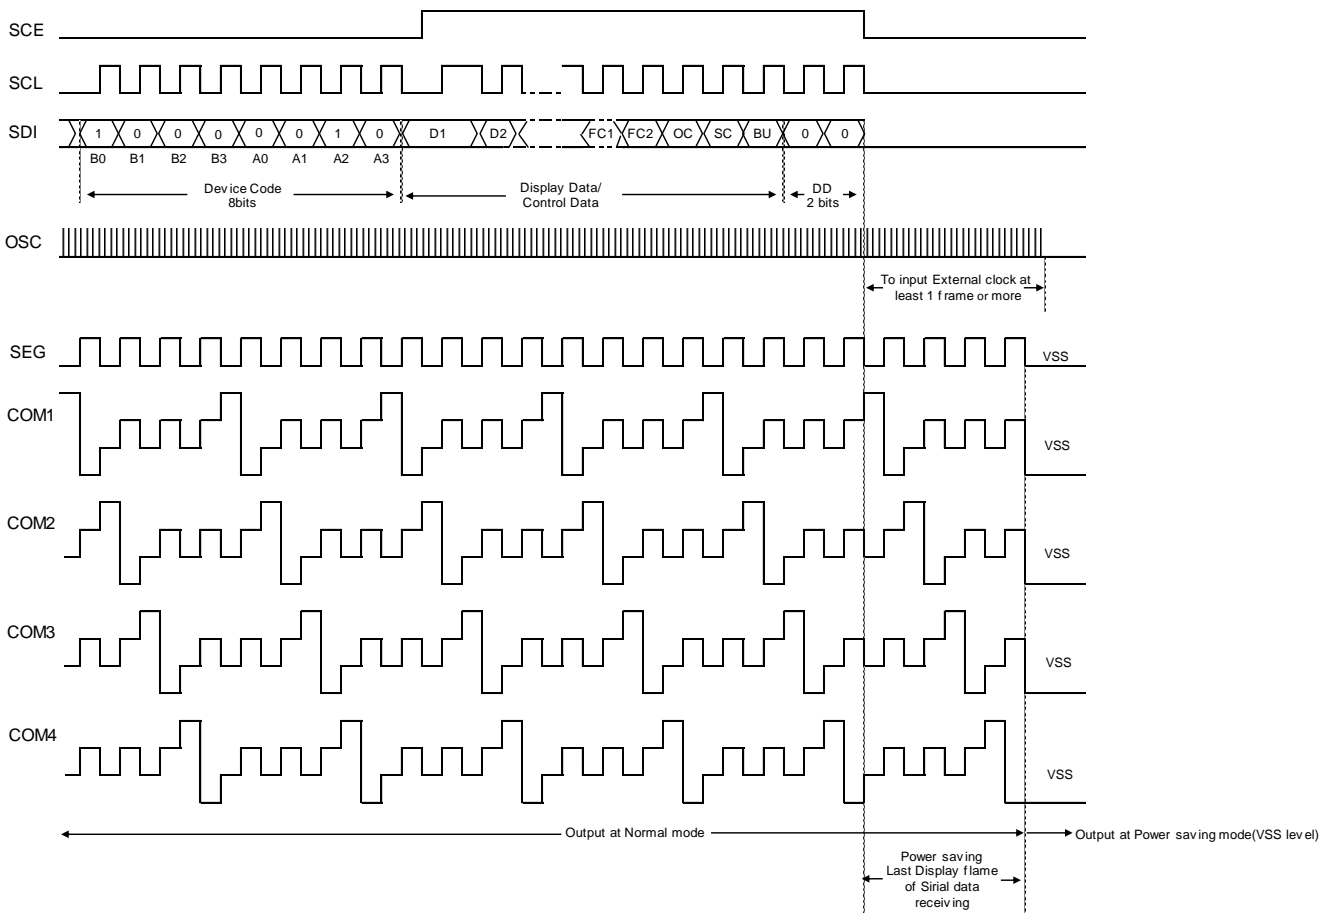 SCE
SCL
SDI
1 0 0 0 0 0 1 0 D1 D2 FC1 FC2 OC SC BU 0 0
B0 B1 B2 B3 A0 A1 A2 A3
Device Code
8bits
Display Data/
Control Data
DD
2 bits
OSC
To input External clock at
least 1 frame or more
SEG
VSS
COM1
VSS
COM2
VSS
COM3
VSS
COM4
VSS
Output at Normal mode
Output at Power saving mode(VSS level)
Power saving
Last Display flame
of Sirial data
receiving